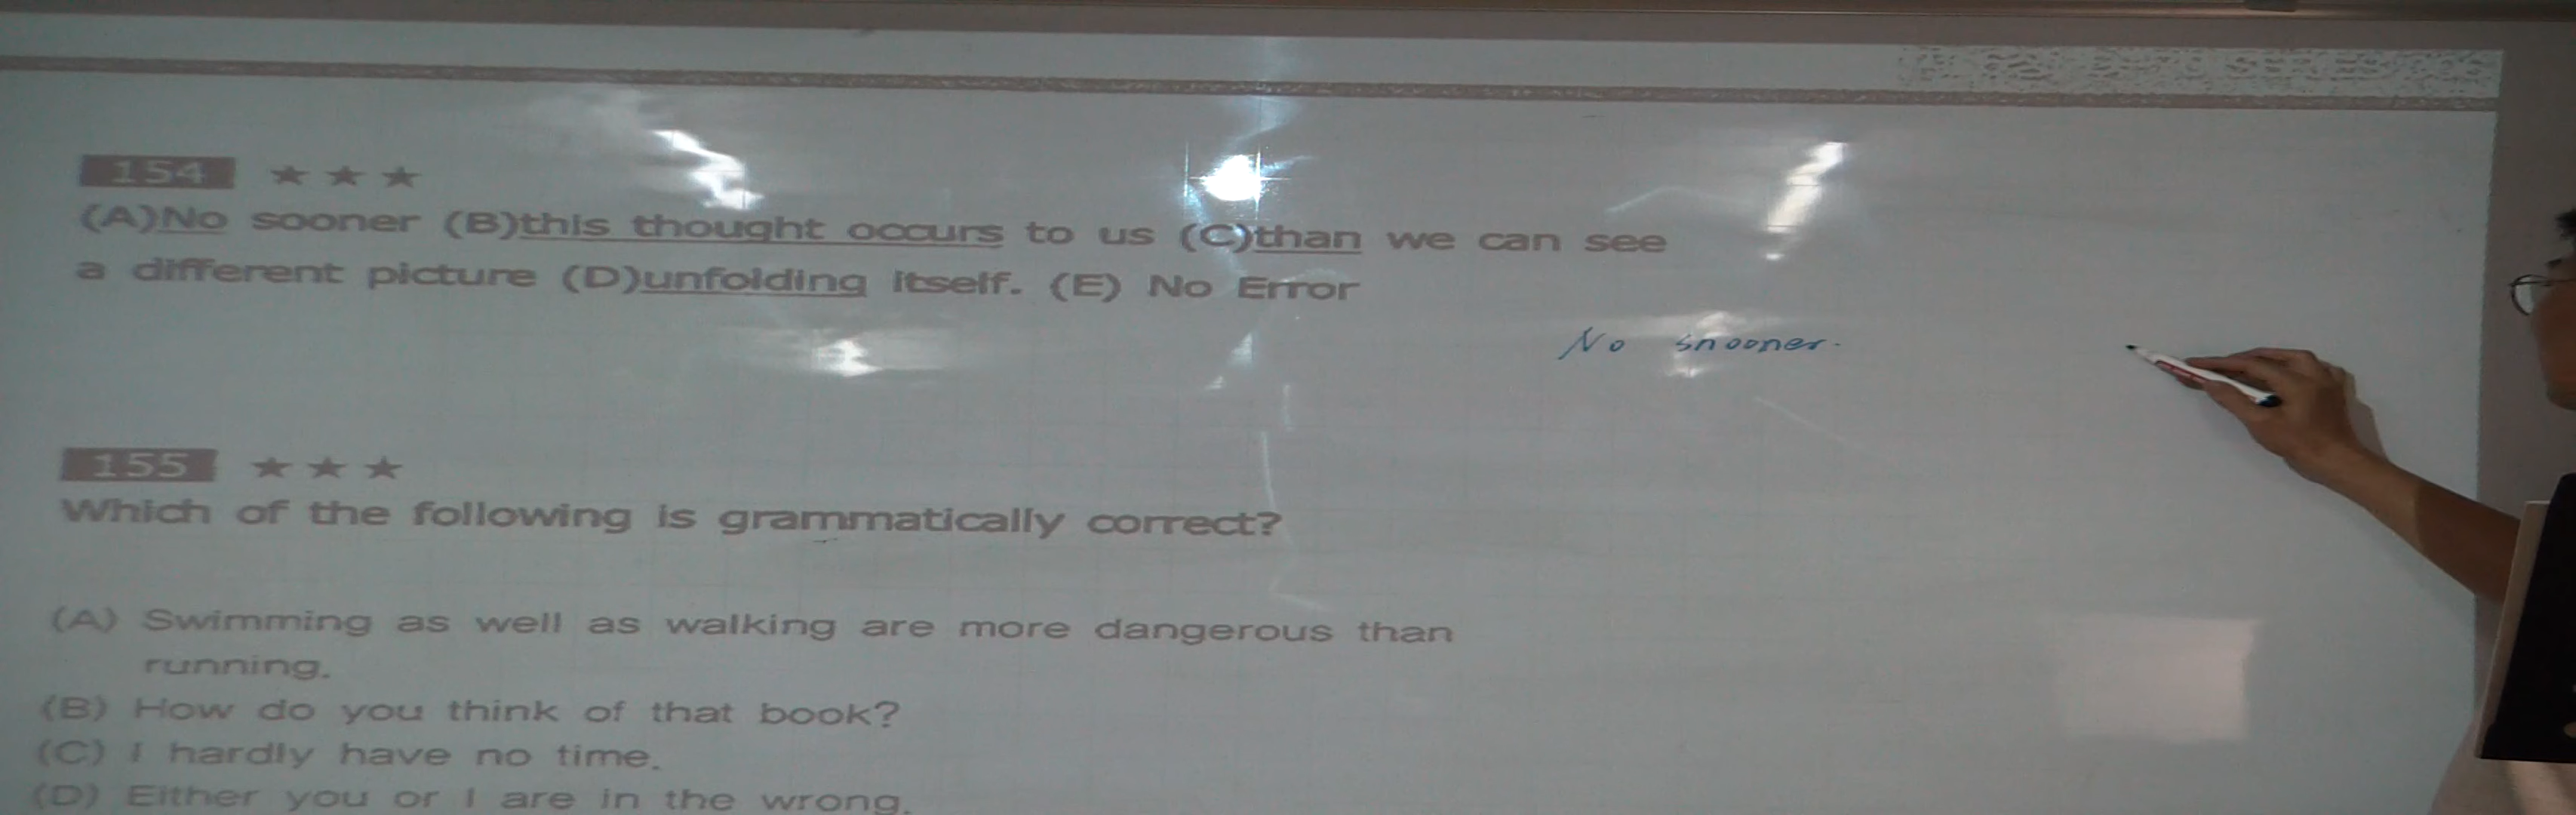 154 ★ ★ ★
(A)No sooner (B)this thought occurs to us (C)than we can see
a different picture (D)unfolding itself. (E) No Error
No snooner.
155 ★ ★ ★
Which of the following is grammatically correct?
(A) Swimming as well as walking are more dangerous than
running.
(B) How do you think of that book?
(C) I hardly have no time.
(D) Either you or I are in the wrong.